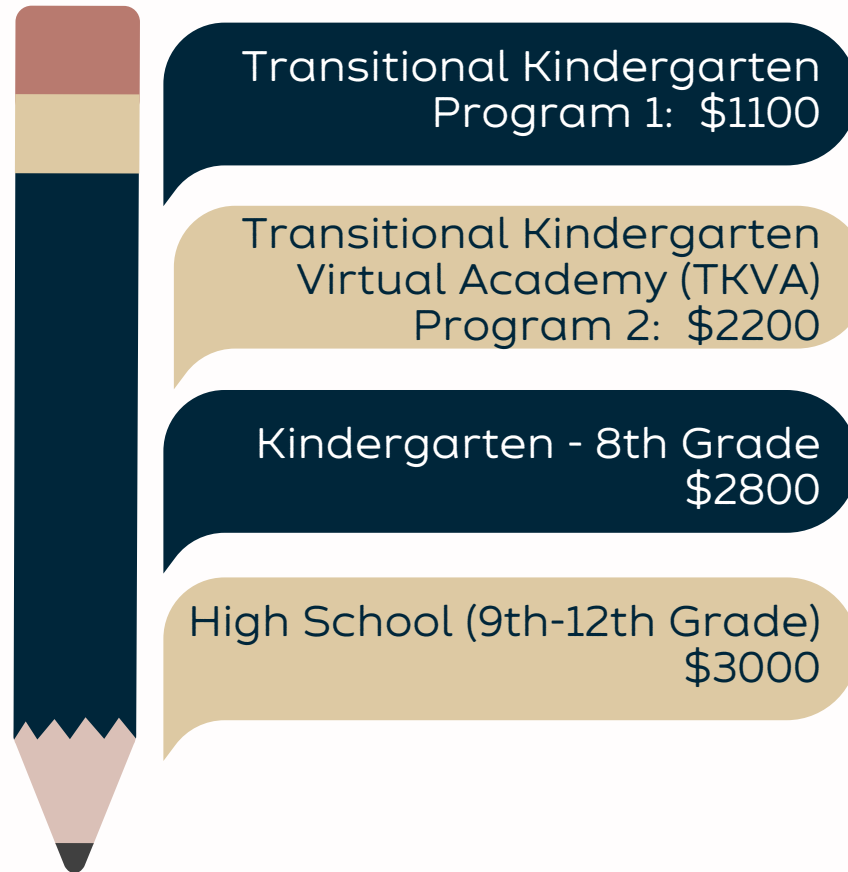 Transitional Kindergarten
Program 1:  $1100
Transitional Kindergarten
Virtual Academy (TKVA)
Program 2:  $2200
Kindergarten - 8th Grade
$2800
High School (9th-12th Grade)
$3000